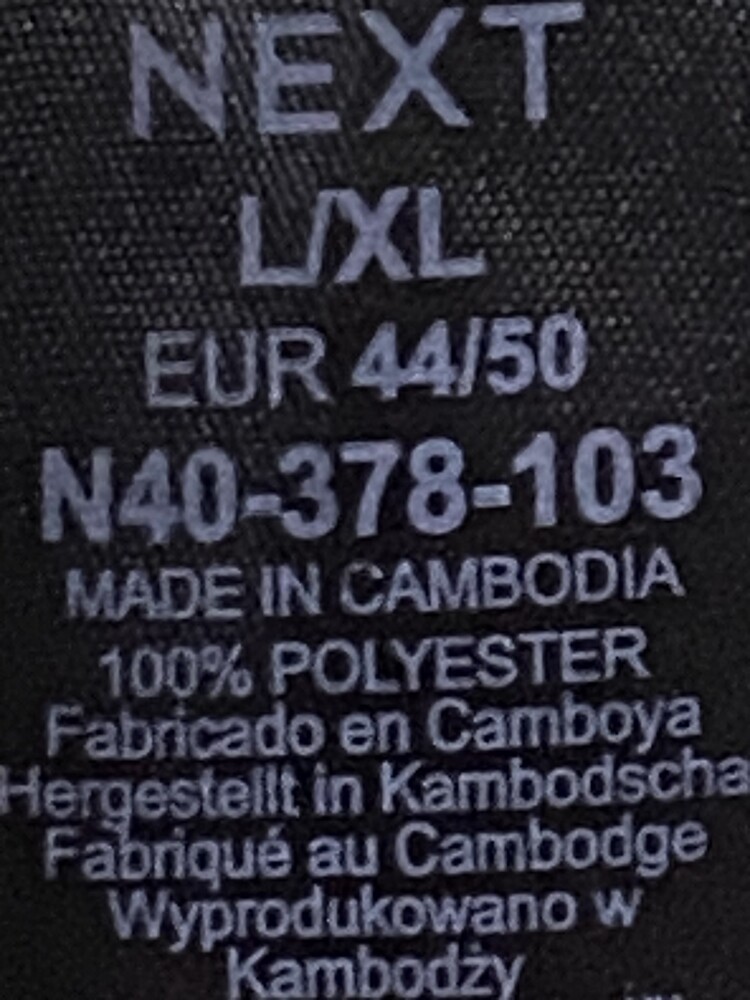 NEXT
L/XL
EUR 44/50
N40-378-103
MADE IN CAMBODIA
100% POLYESTER
Fabricado en Camboya
Hergestellt in Kambodscha
Fabriqué au Cambodge
Wyprodukowano w
Kambodży